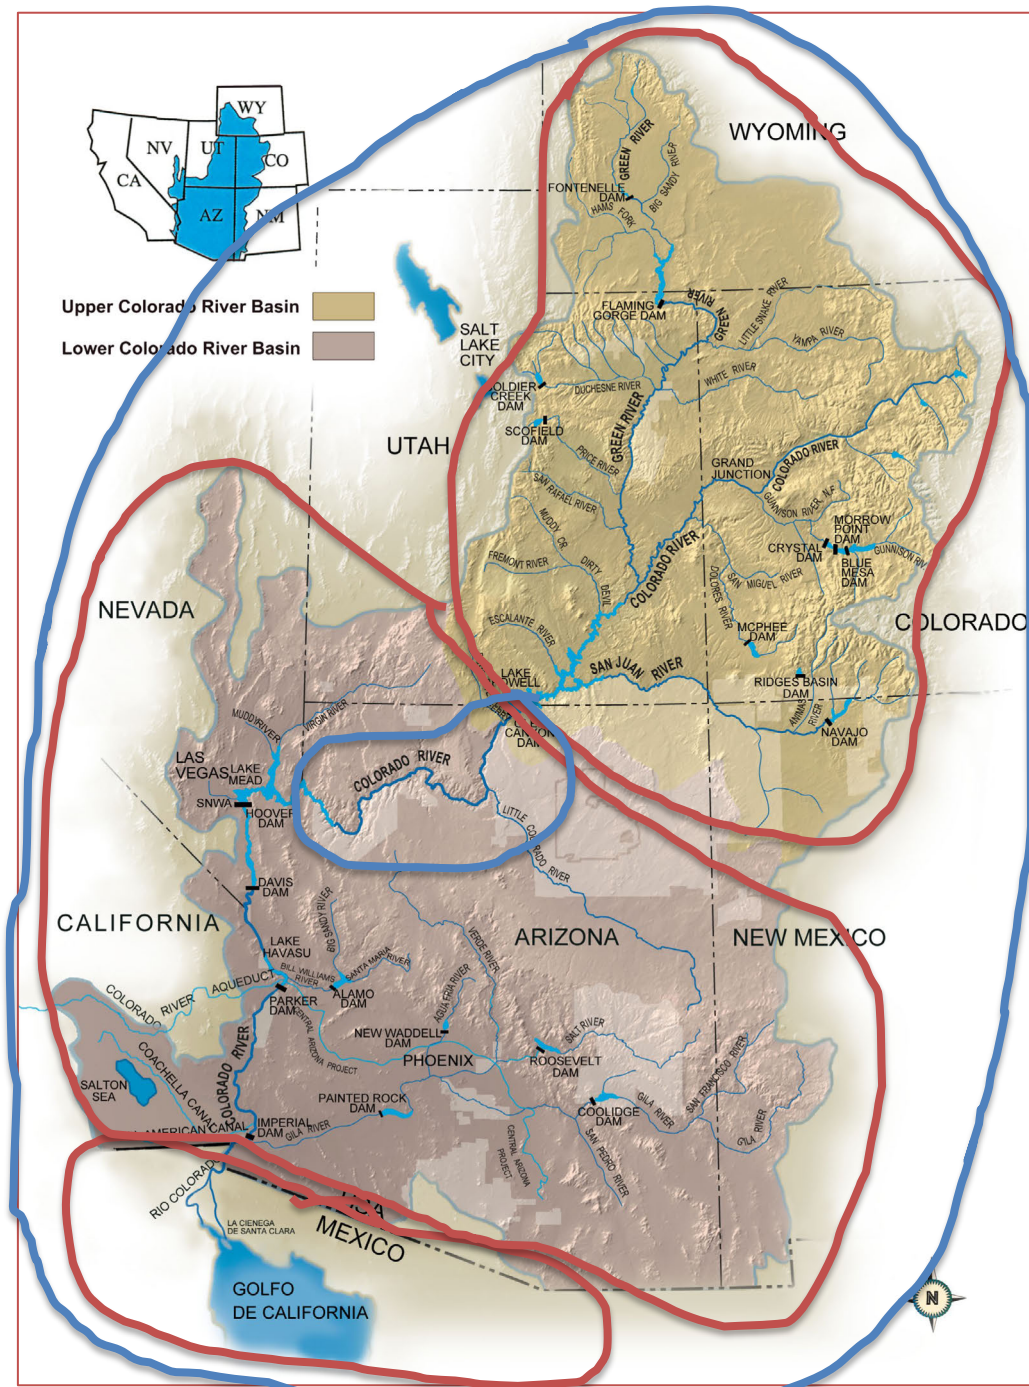 WY
NV
UT
CO
CA
AZ
NM
Upper Colorado River Basin
Lower Colorado River Basin
WYOMING
GREEN RIVER
BIG SANDY RIVER
FONTENELLE
DAM
HAMS FORK
FLAMING
GORGE DAM
GREEN RIVER
GREEN RIVER
LITTLE SNAKE RIVER
YAMPA RIVER
WHITE RIVER
SALT
LAKE
CITY
DUCHESNE RIVER
CREEK
DAM
SCOFIELD
DAM
UTAH
GREEN RIVER
PRICE RIVER
SAN RAFAEL RIVER
MUDDY CR.
FREMONT RIVER
DIRTY
DEVIL
ESCALANTE RIVER
GRAND
JUNCTION
COLORADO RIVER
GUNNISON RIVER, N.F.
MORROW
POINT
DAM
CRYSTAL
DAM
BLUE
MESA
DAM
GUNNISON
COLORADO RIVER
DOLORES RIVER
SAN MIGUEL RIVER
MCPHEE
DAM
COLORADO
LAKE
SAN JUAN RIVER
RIDGES BASIN
DAM
ANIMAS
RIVER
NAVAJO
DAM
DAM
NEVADA
MUDDY RIVER
VIRGIN RIVER
LAS
VEGAS
LAKE
MEAD
SNWA
HOOVER
DAM
COLORADO RIVER
LITTLE COLORADO RIVER
DAVIS
DAM
CALIFORNIA
LAKE
HAVASU
BIG SANDY RIVER
BILL WILLIAMS
RIVER
SANTA MARIA
RIVER
VERDE RIVER
ARIZONA
NEW MEXICO
COLORADO RIVER AQUEDUCT
PARKER
DAM
ALAMO
DAM
AGUA FRIA RIVER
NEW WADDELL
DAM
CENTRAL ARIZONA PROJECT
PHOENIX
SALT RIVER
ROOSEVELT
DAM
COLORADO RIVER
COACHELLA CANAL
SALTON
SEA
PAINTED ROCK
DAM
COOLIDGE
DAM
GILA RIVER
SAN FRANCISCO RIVER
GILA RIVER
AMERICAN CANAL
IMPERIAL
DAM
GILA RIVER
CENTRAL ARIZONA
PROJECT
SAN PEDRO RIVER
RIO COLORADO
LA CIENEGA
DE SANTA CLARA
MEXICO
GOLFO
DE CALIFORNIA
N